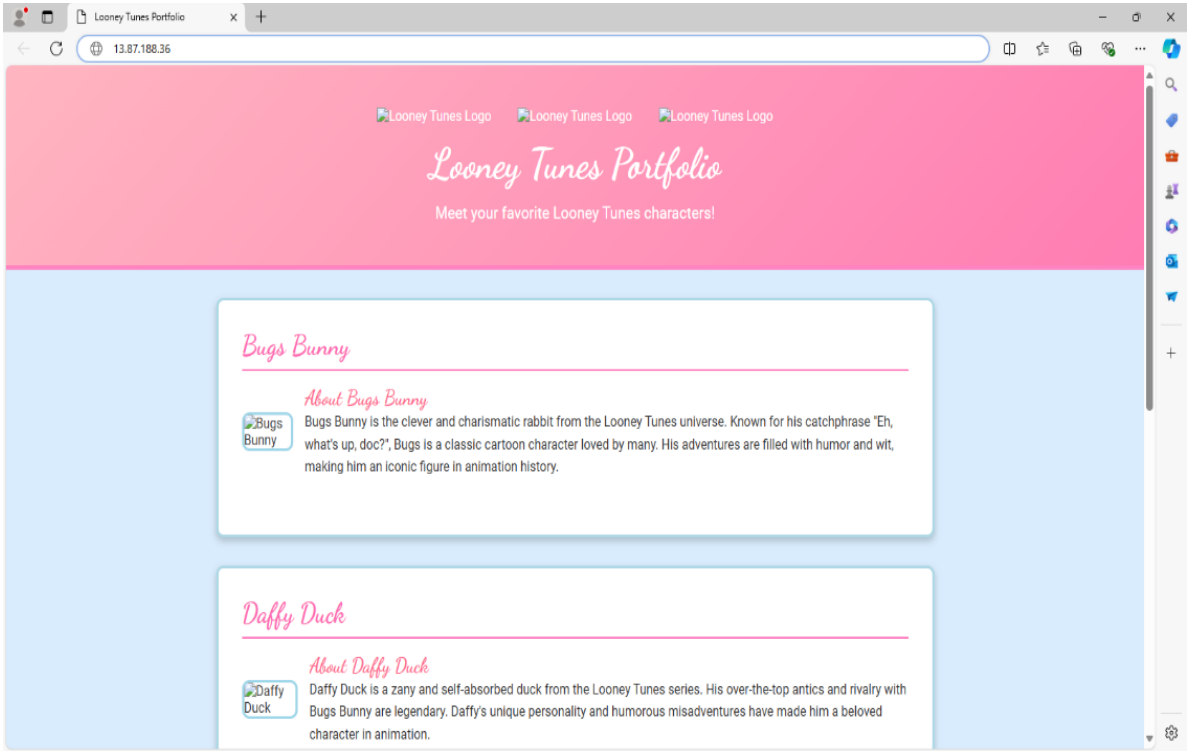 Looney Tunes Portfolio
13.87.188.36
Looney Tunes Logo Looney Tunes Logo Looney Tunes Logo
Looney Tunes Portfolio
Meet your favorite Looney Tunes characters!
Bugs Bunny
About Bugs Bunny
Bugs
Bunny
Bugs Bunny is the clever and charismatic rabbit from the Looney Tunes universe. Known for his catchphrase "Eh,
what's up, doc?", Bugs is a classic cartoon character loved by many. His adventures are filled with humor and wit,
making him an iconic figure in animation history.
Daffy Duck
About Daffy Duck
Daffy
Duck
Daffy Duck is a zany and self-absorbed duck from the Looney Tunes series. His over-the-top antics and rivalry with
Bugs Bunny are legendary. Daffy's unique personality and humorous misadventures have made him a beloved
character in animation.